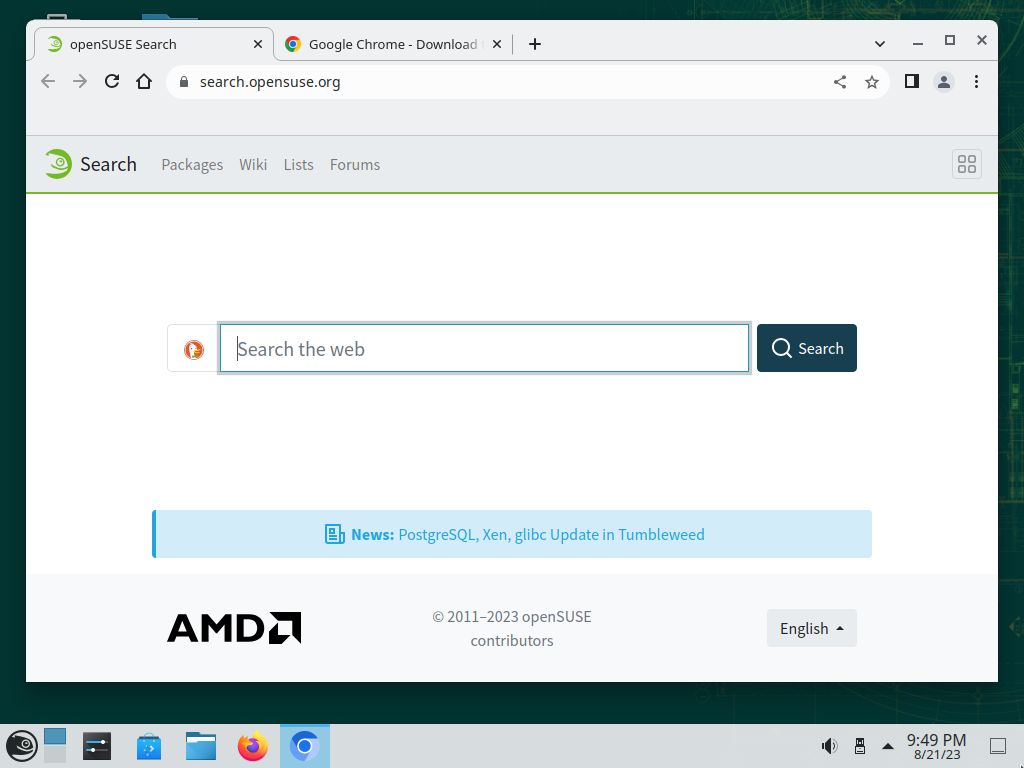 openSUSE Search
Google Chrome - Download
search.opensuse.org
Search
Packages
Wiki
Lists
Forums
Search the web
Search
News: PostgreSQL, Xen, glibc Update in Tumbleweed
AMD
© 2011–2023 openSUSE
contributors
English
9:49 PM
8/21/23